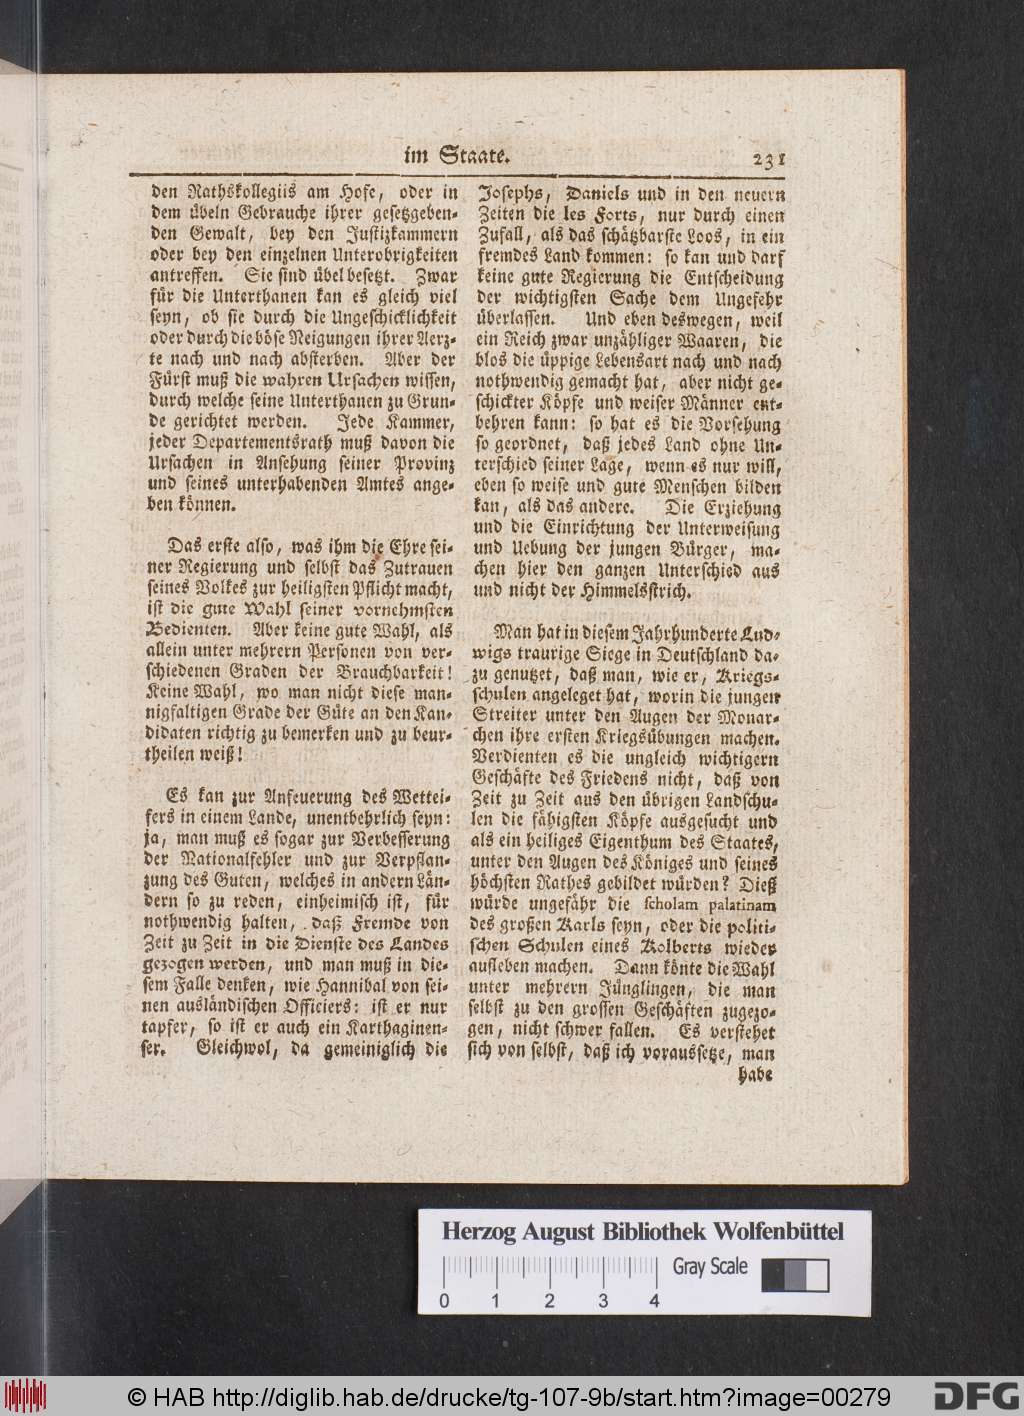 im Staate. 231
den Rathskollegiis am Hofe, oder in
dem übeln Gebrauche ihrer gesetzgeben-
den Gewalt, bey den Justizkammern
oder bey den einzelnen Unterobrigkeiten
antreffen. Sie sind übel besetzt. Zwar
für die Unterthanen kan es gleich viel
seyn, ob sie durch die Ungeschicklichkeit
oder durch die böse Neigungen ihrer Aerz-
te nach und nach absterben. Aber der
Fürst muß die wahren Ursachen wissen,
durch welche seine Unterthanen zu Grun-
de gerichtet werden. Jede Kammer,
jeder Departementsrath muß davon die
Ursachen in Ansehung seiner Provinz
und seines unterhabenden Amtes ange-
ben können.
Das erste also, was ihm die Ehre sei-
ner Regierung und selbst das Zutrauen
seines Volkes zur heiligsten Pflicht macht,
ist die gute Wahl seiner vornehmsten
Bedienten. Aber keine gute Wahl, als
allein unter mehrern Personen von ver-
schiedenen Graden der Brauchbarkeit!
Keine Wahl, wo man nicht diese man-
nigfaltigen Grade der Güte an den Kan-
didaten richtig zu bemerken und zu beur-
theilen weiß!
Es kan zur Anfeuerung des Wettei-
fers in einem Lande, unentbehrlich seyn:
ja, man muß es sogar zur Verbesserung
der Nationalfehler und zur Verpflan-
zung des Guten, welches in andern Län-
dern so zu reden, einheimisch ist, für
nothwendig halten, daß Fremde von
Zeit zu Zeit in die Dienste des Landes
gezogen werden, und man muß in die-
sem Falle denken, wie Hannibal von sei-
nen ausländischen Officiers: ist er nur
tapfer, so ist er auch ein Karthaginen-
ser. Gleichwol, da gemeiniglich die
Josephs, Daniels und in den neuern
Zeiten die les Forts, nur durch einen
Zufall, als das schätzbarste Loos, in ein
fremdes Land kommen: so kan und darf
keine gute Regierung die Entscheidung
der wichtigsten Sache dem Ungefehr
überlassen. Und eben deswegen, weil
ein Reich zwar unzähliger Waaren, die
blos die üppige Lebensart nach und nach
nothwendig gemacht hat, aber nicht ge-
schickter Köpfe und weiser Männer ent-
behren kann: so hat es die Vorsehung
so geordnet, daß jedes Land ohne Un-
terschied seiner Lage, wenn es nur will,
eben so weise und gute Menschen bilden
kan, als das andere. Die Erziehung
und die Einrichtung der Unterweisung
und Uebung der jungen Bürger, ma-
chen hier den ganzen Unterschied aus
und nicht der Himmelsstrich.
Man hat in diesem Jahrhunderte Lud-
wigs traurige Siege in Deutschland da-
zu genutzet, daß man, wie er, Kriegs-
schulen angeleget hat, worin die jungen
Streiter unter den Augen der Monar-
chen ihre ersten Kriegsübungen machen.
Verdienten es die ungleich wichtigern
Geschäfte des Friedens nicht, daß von
Zeit zu Zeit aus den übrigen Landschu-
len die fähigsten Köpfe ausgesucht und
als ein heiliges Eigenthum des Staates,
unter den Augen des Königes und seines
höchsten Rathes gebildet würden? Dieß
würde ungefähr die scholam palatinam
des großen Karls seyn, oder die politi-
schen Schulen eines Kolberts wieder
aufleben machen. Dann könte die Wahl
unter mehrern Jünglingen, die man
selbst zu den grossen Geschäften zugezo-
gen, nicht schwer fallen. Es verstehet
sich von selbst, daß ich voraussetze, man
habe
Herzog August Bibliothek Wolfenbüttel
Gray Scale
0 1 2 3 4
© HAB http://diglib.hab.de/drucke/tg-107-9b/start.htm?image=00279 DFG